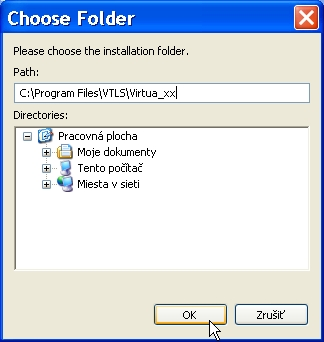 Choose Folder
Please choose the installation folder.
Path:
C:\Program Files\VTLS\Virtua_xx
Directories:
Pracovná plocha
Moje dokumenty
Tento počítač
Miesta v sieti
OK
Zrušiť